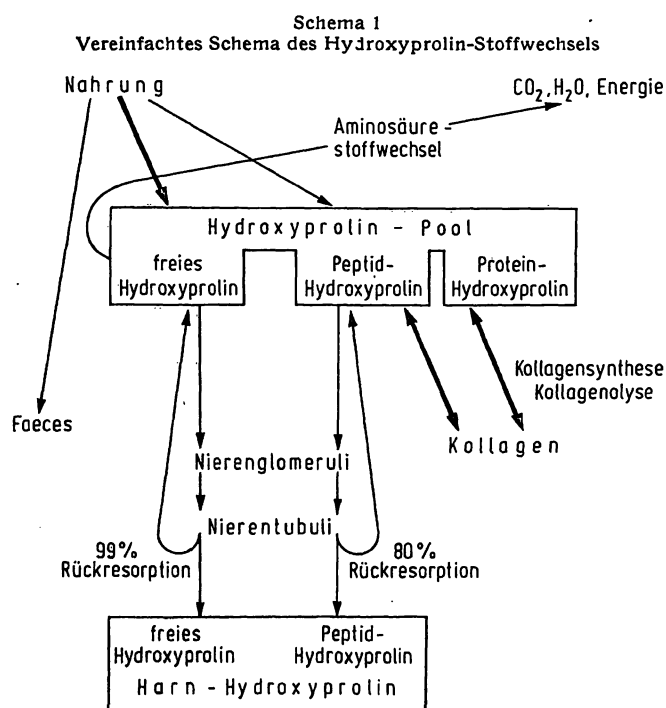 Schema 1
Vereinfachtes Schema des Hydroxyprolin-Stoffwechsels
Nahrung
CO₂, H₂O, Energie
Aminosäure-
stoffwechsel
Hydroxyprolin - Pool
freies
Hydroxyprolin
Peptid-
Hydroxyprolin
Protein-
Hydroxyprolin
Kollagensynthese
Kollagenolyse
Faeces
Kollagen
Nierenglomeruli
Nierentubuli
99%
Rückresorption
80%
Rückresorption
freies
Hydroxyprolin
Peptid-
Hydroxyprolin
Harn - Hydroxyprolin